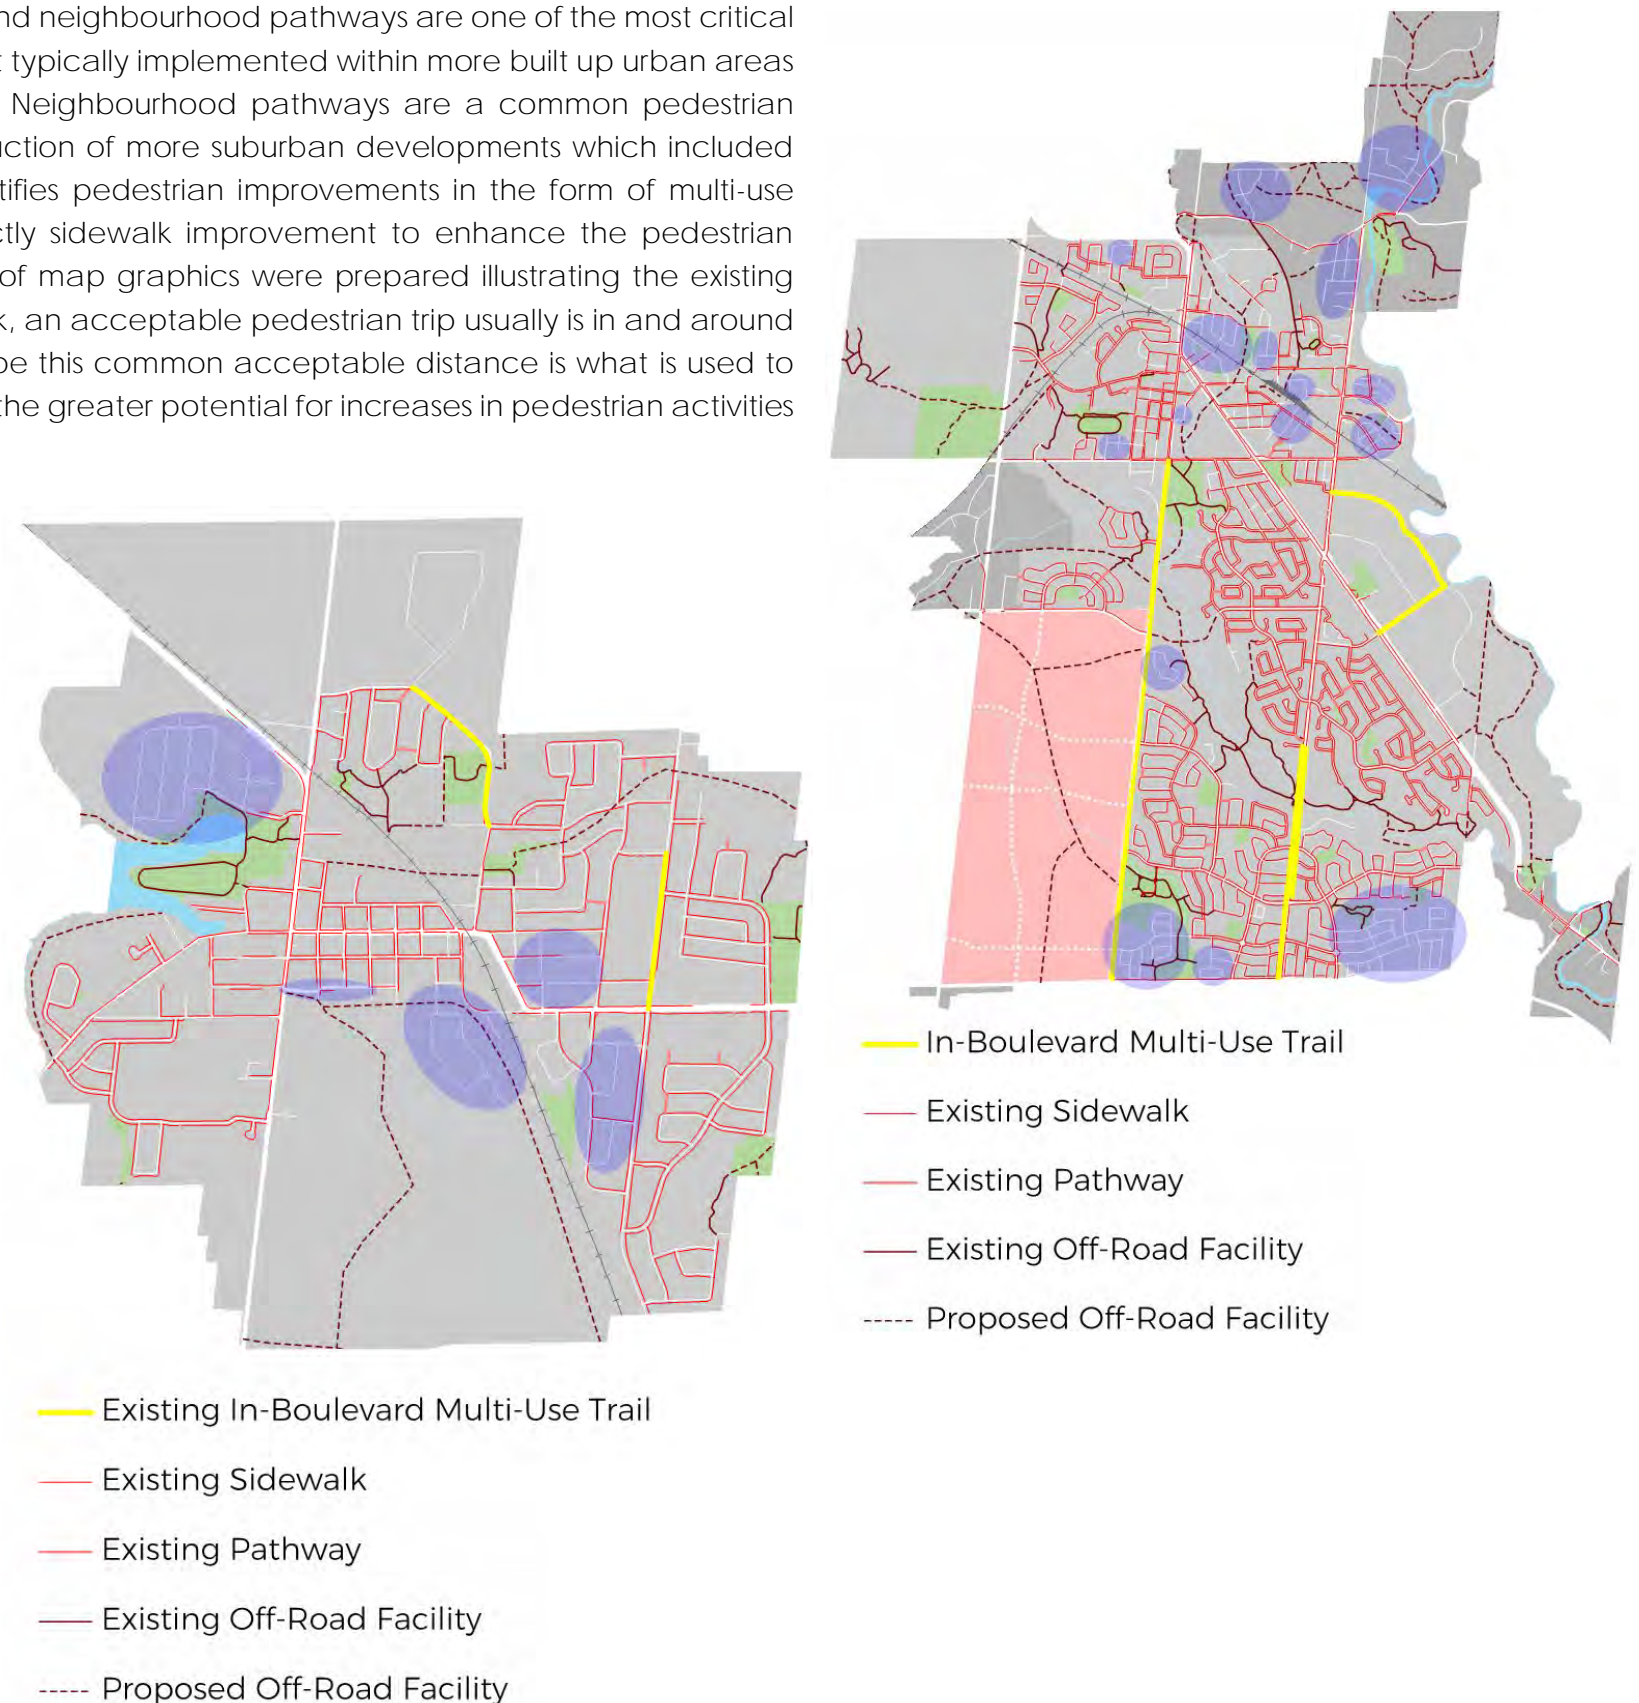 nd neighbourhood pathways are one of the most critical
t typically implemented within more built up urban areas
Neighbourhood pathways are a common pedestrian
uction of more suburban developments which included
tifies pedestrian improvements in the form of multi-use
ctly sidewalk improvement to enhance the pedestrian
of map graphics were prepared illustrating the existing
k, an acceptable pedestrian trip usually is in and around
be this common acceptable distance is what is used to
the greater potential for increases in pedestrian activities
In-Boulevard Multi-Use Trail
Existing Sidewalk
Existing Pathway
Existing Off-Road Facility
Proposed Off-Road Facility
Existing In-Boulevard Multi-Use Trail
Existing Sidewalk
Existing Pathway
Existing Off-Road Facility
Proposed Off-Road Facility